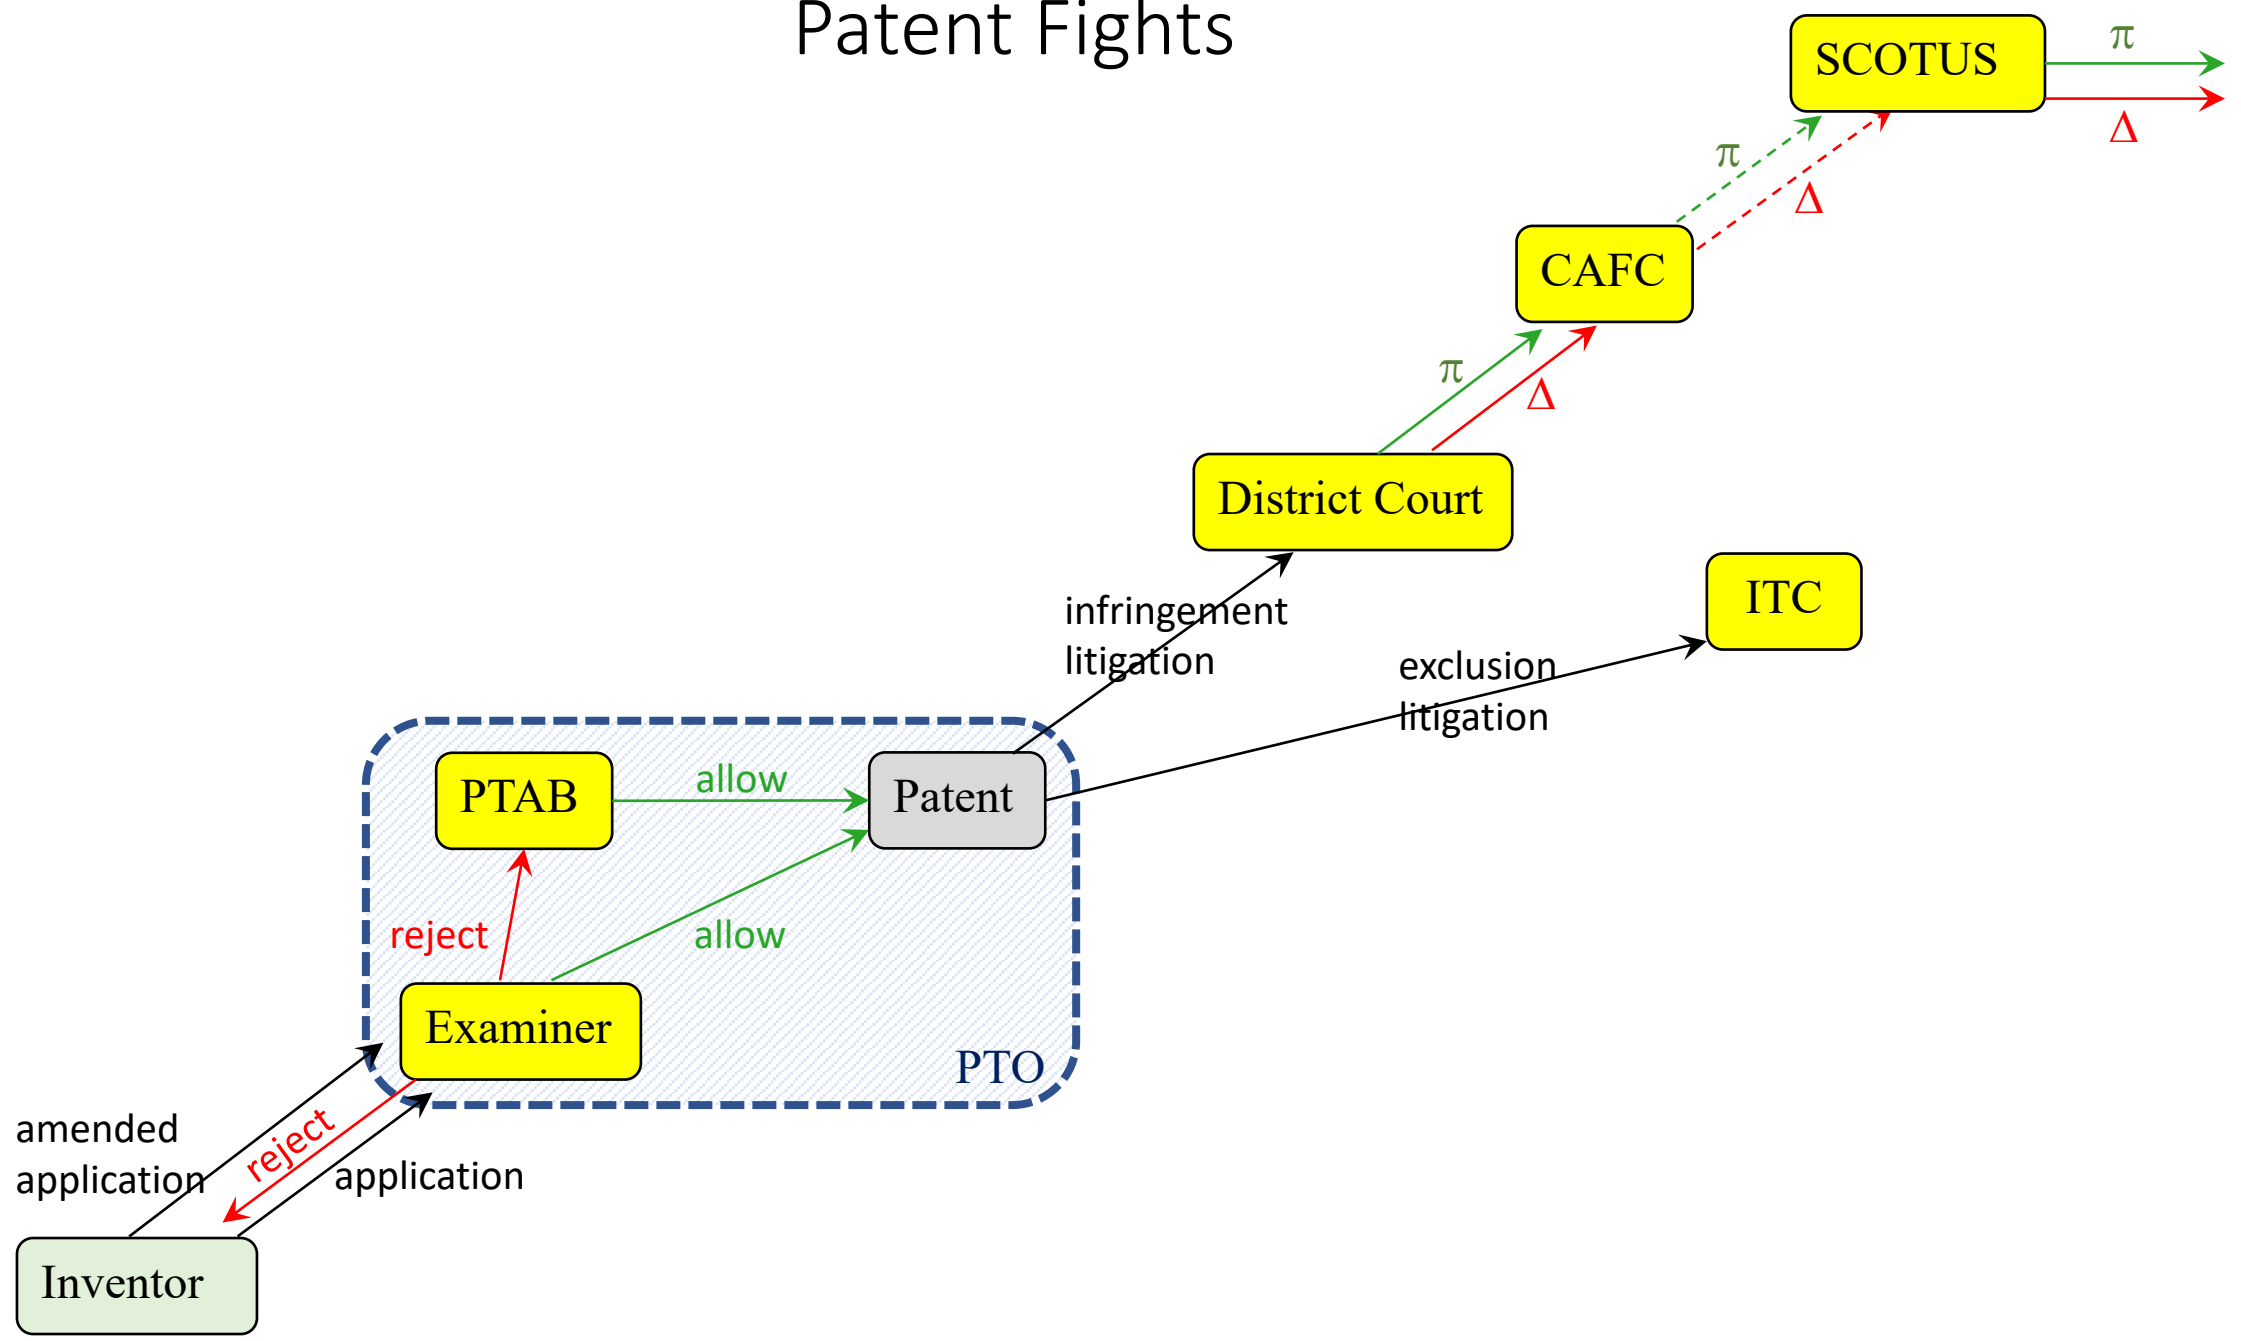 Patent Fights
SCOTUS
π
Δ
π
Δ
CAFC
π
Δ
District Court
ITC
infringement
litigation
exclusion
litigation
PTAB
allow
Patent
reject
allow
Examiner
PTO
amended
application
reject
application
Inventor